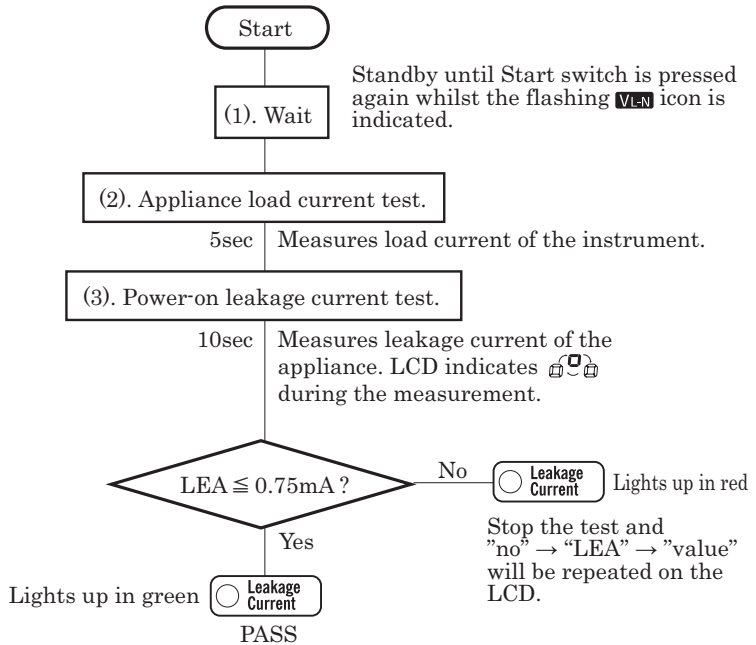 Start
(1). Wait
Standby until Start switch is pressed
again whilst the flashing VL-N icon is
indicated.
(2). Appliance load current test.
5sec
Measures load current of the instrument.
(3). Power-on leakage current test.
10sec
Measures leakage current of the
appliance. LCD indicates
during the measurement.
LEA ≦ 0.75mA ?
No
Leakage
Current
Lights up in red
Stop the test and
”no” → “LEA” → ”value”
will be repeated on the
LCD.
Yes
Lights up in green
Leakage
Current
PASS